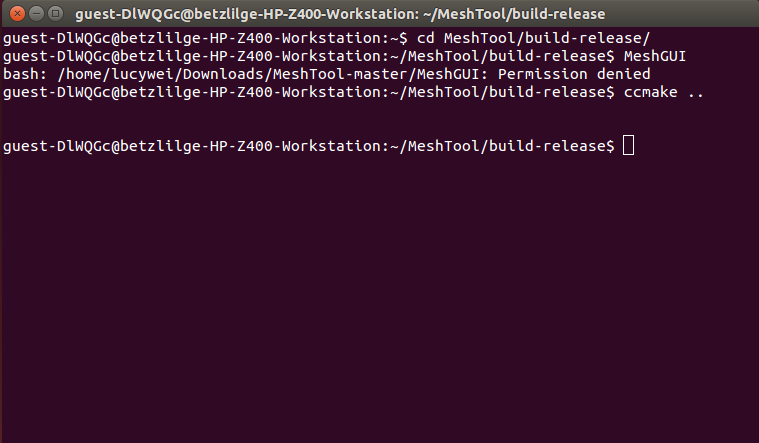 guest-DlWQGc@betzlilge-HP-Z400-Workstation: ~/MeshTool/build-release
guest-DlWQGc@betzlilge-HP-Z400-Workstation:~$ cd MeshTool/build-release/
guest-DlWQGc@betzlilge-HP-Z400-Workstation:~/MeshTool/build-release$ MeshGUI
bash: /home/lucywei/Downloads/MeshTool-master/MeshGUI: Permission denied
guest-DlWQGc@betzlilge-HP-Z400-Workstation:~/MeshTool/build-release$ ccmake ..
guest-DlWQGc@betzlilge-HP-Z400-Workstation:~/MeshTool/build-release$